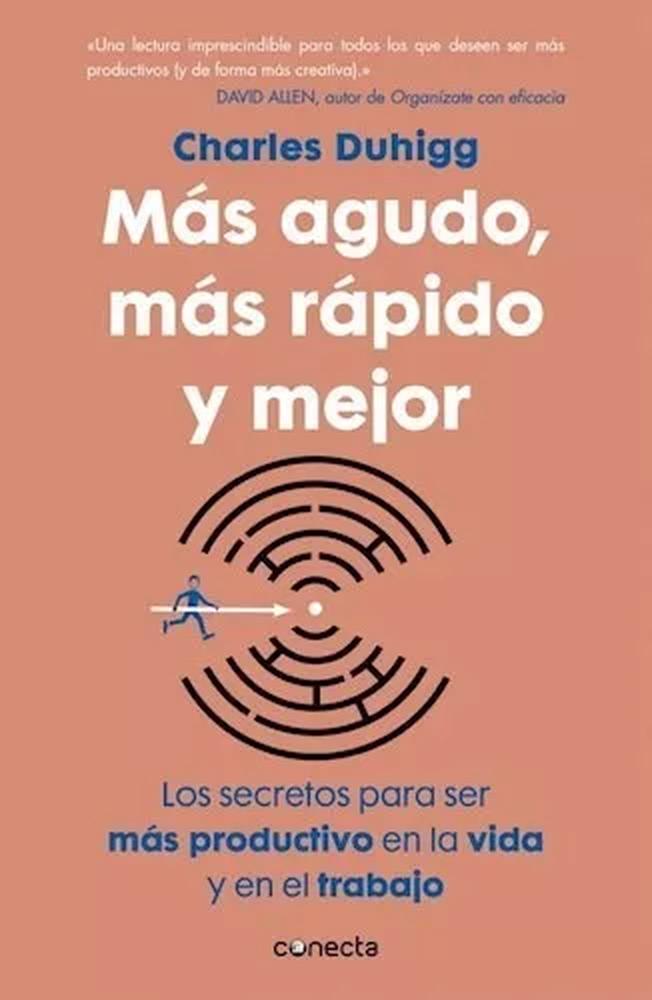 «Una lectura imprescindible para todos los que deseen ser más
productivos (y de forma más creativa).»
DAVID ALLEN, autor de Organízate con eficacia
Charles Duhigg
Más agudo,
más rápido
y mejor
Los secretos para ser
más productivo en la vida
y en el trabajo
conecta